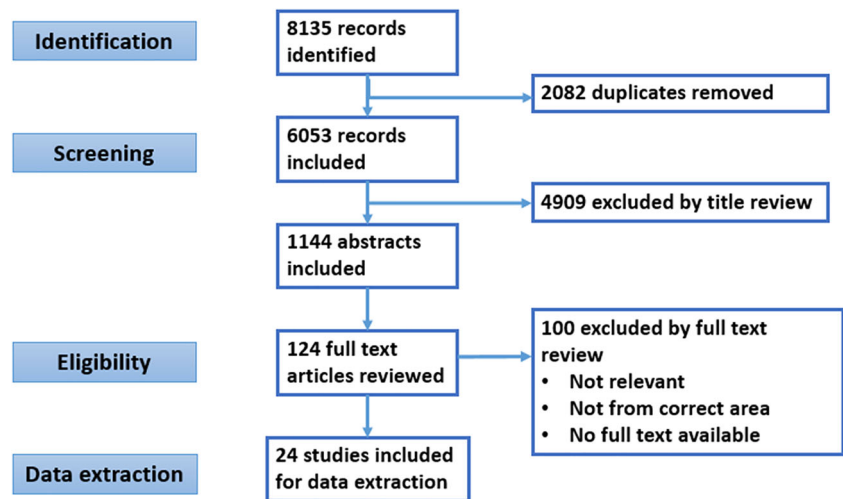 Identification
8135 records
identified
2082 duplicates removed
Screening
6053 records
included
4909 excluded by title review
1144 abstracts
included
Eligibility
124 full text
articles reviewed
100 excluded by full text
review
• Not relevant
• Not from correct area
• No full text available
Data extraction
24 studies included
for data extraction